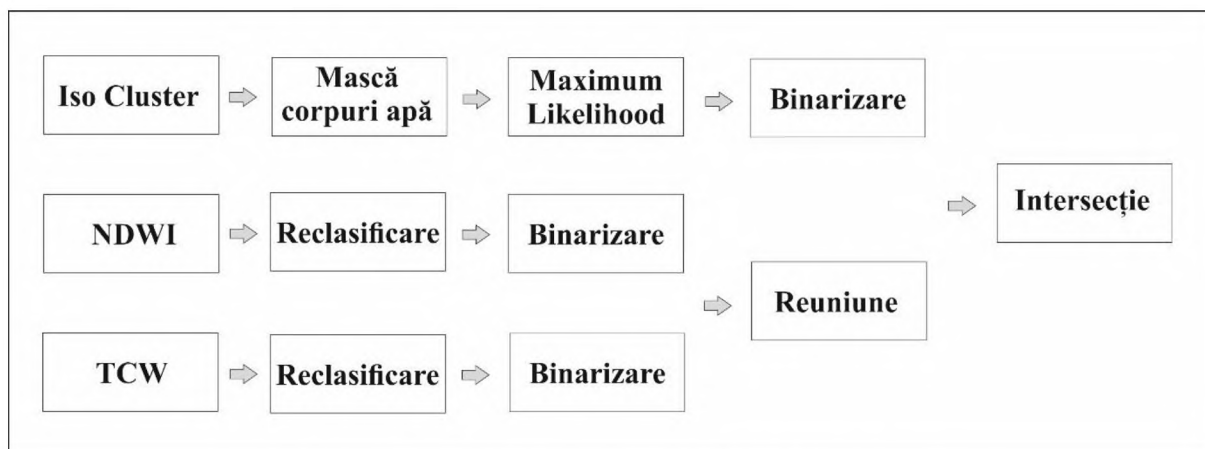 Iso Cluster
Mască
corpuri apă
Maximum
Likelihood
Binarizare
NDWI
Reclasificare
Binarizare
TCW
Reclasificare
Binarizare
Reuniune
Intersecție